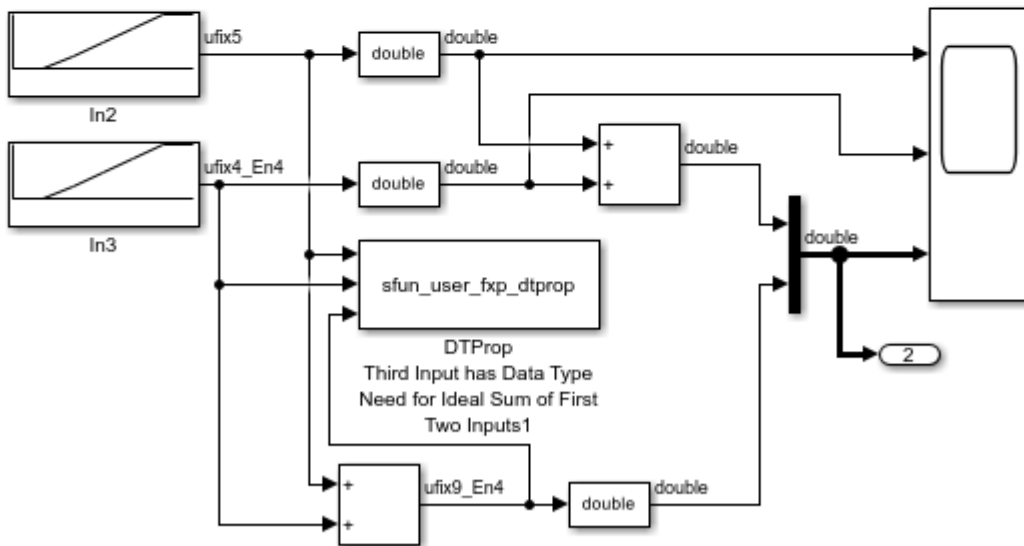 ufix5
double
double
In2
+
+
double
ufix4_En4
double
double
In3
double
sfun_user_fxp_dtprop
DTProp
Third Input has Data Type
Need for Ideal Sum of First
Two Inputs1
2
+
+
ufix9_En4
double
double